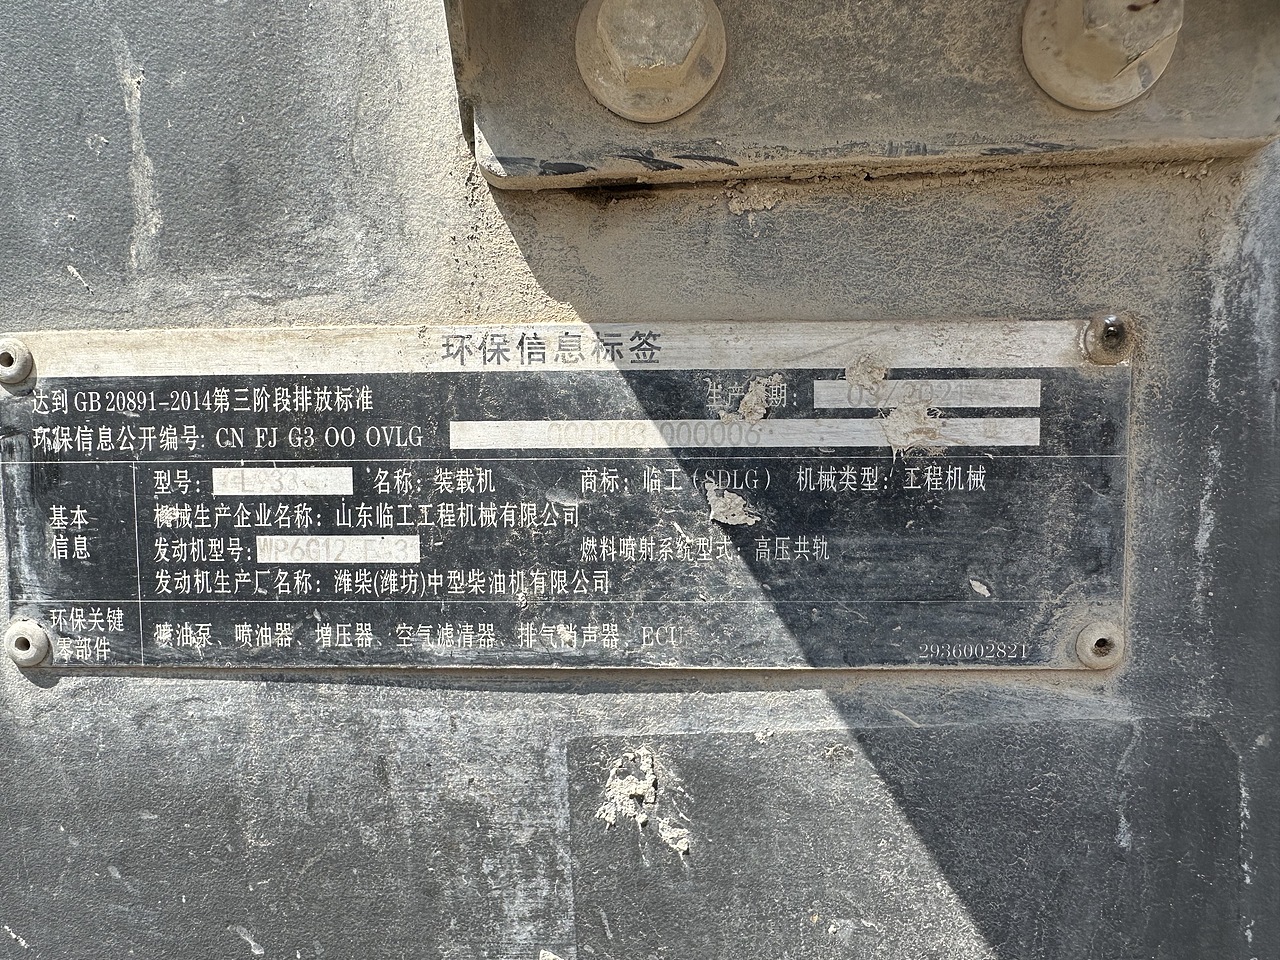 环保信息标签
达到GB 20891-2014第三阶段排放标准 生产日期:
环保信息公开编号: CN FJ G3 OO OVLG 000003 000006
型号: 名称: 装载机 商标: 临工(SDLG) 机械类型: 工程机械
基本信息
机械生产企业名称: 山东临工工程机械有限公司
发动机型号: 燃料喷射系统型式: 高压共轨
发动机生产厂名称: 潍柴(潍坊)中型柴油机有限公司
环保关键零部件
喷油泵、喷油器、增压器、空气滤清器、排气消声器、ECU
2936002821